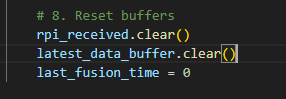 # 8. Reset buffers
rpi_received.clear()
latest_data_buffer.clear()
last_fusion_time = 0